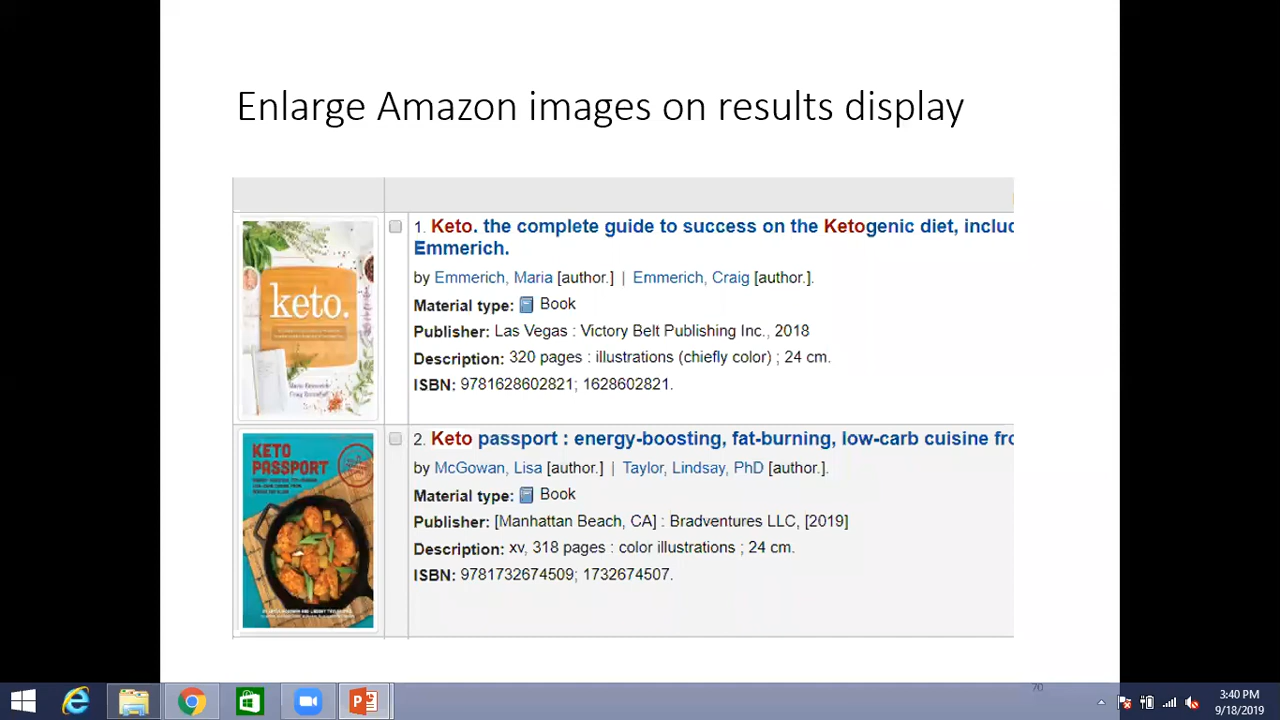 Enlarge Amazon images on results display
1. Keto. the complete guide to success on the Ketogenic diet, incluc
Emmerich.
by Emmerich, Maria [author.] | Emmerich, Craig [author.].
Material type: Book
Publisher: Las Vegas : Victory Belt Publishing Inc., 2018
Description: 320 pages : illustrations (chiefly color) ; 24 cm.
ISBN: 9781628602821; 1628602821.
keto.
Maria Emmerich
2. Keto passport : energy-boosting, fat-burning, low-carb cuisine fro
by McGowan, Lisa [author.] | Taylor, Lindsay, PhD [author.].
Material type: Book
Publisher: [Manhattan Beach, CA] : Bradventures LLC, [2019]
Description: xv, 318 pages : color illustrations ; 24 cm.
ISBN: 9781732674509; 1732674507.
KETO
PASSPORT
70
3:40 PM
9/18/2019